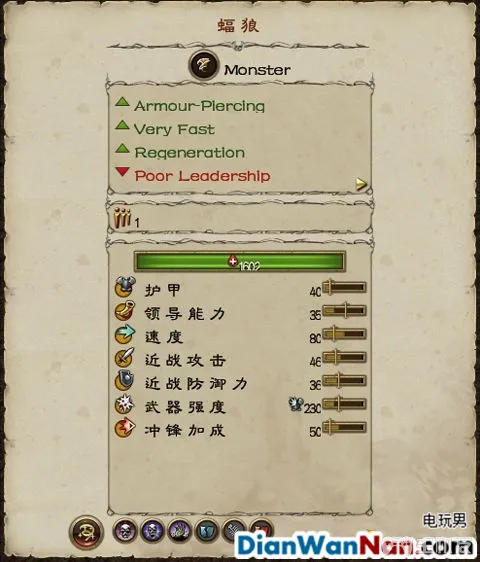 蝠狼
Monster
Armour-Piercing
Very Fast
Regeneration
Poor Leadership
1
1602
护甲 40
领导能力 35
速度 80
近战攻击 46
近战防御力 36
武器强度 230
冲锋加成 50
电玩男
DianWanNan.com